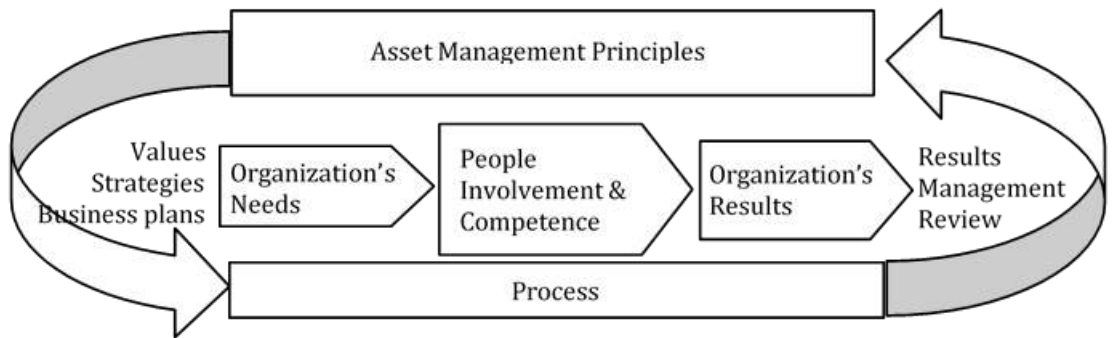 Asset Management Principles
Values
Strategies
Business plans
Organization's
Needs
People
Involvement &
Competence
Organization's
Results
Results
Management
Review
Process